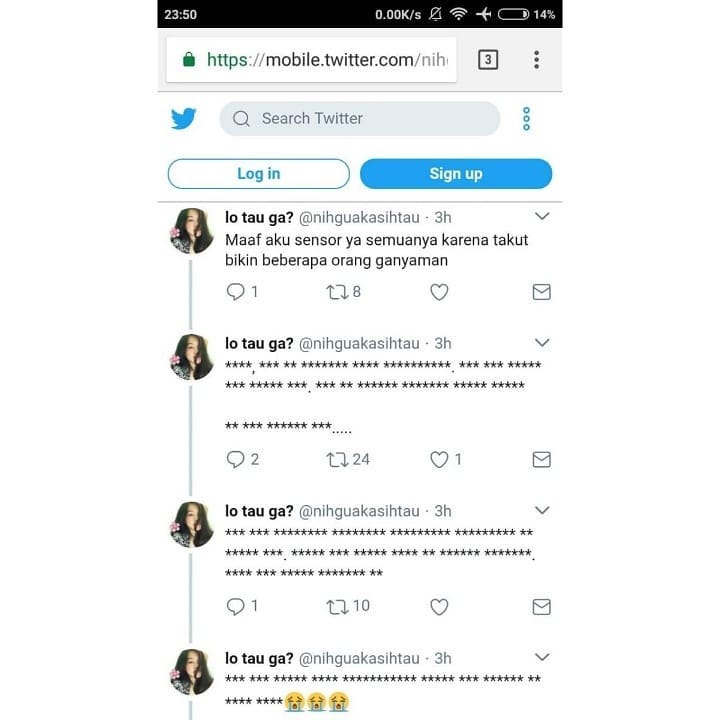 23:50 0.00K/s 14%
https://mobile.twitter.com/nih 3
Search Twitter
Log in Sign up
lo tau ga? @nihguakasihtau · 3h
Maaf aku sensor ya semuanya karena takut
bikin beberapa orang ganyaman
1 8
lo tau ga? @nihguakasihtau · 3h
****, *** ** ******* **** **********. *** *** *****
*** ***** ***. *** ** ****** ******* ***** *****
** *** ****** ***.....
2 24 1
lo tau ga? @nihguakasihtau · 3h
*** *** ******** ******** ********* ********* **
***** ***. ***** *** ***** **** ** ****** *******.
**** *** ***** ******* **
1 10
lo tau ga? @nihguakasihtau · 3h
*** *** ***** **** *********** ***** *** ****** **
**** ****😭😭😭